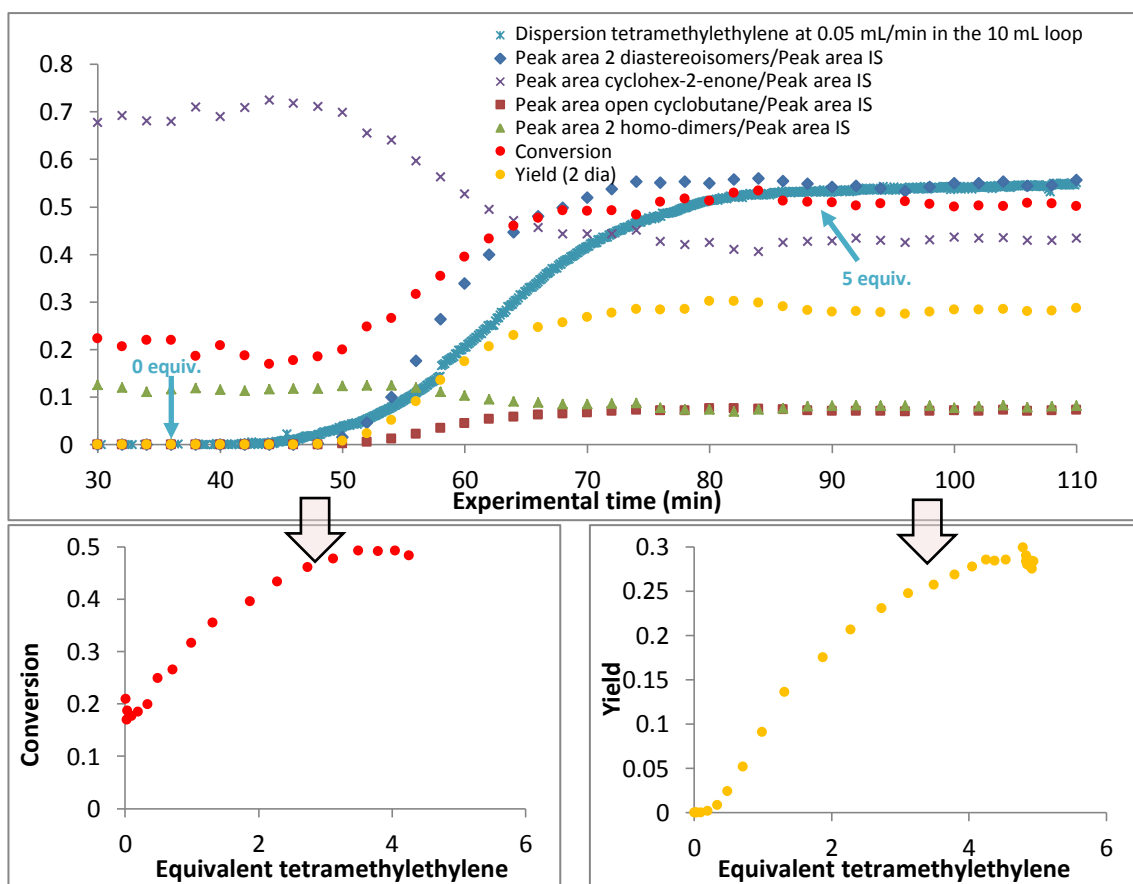 Dispersion tetramethylethylene at 0.05 mL/min in the 10 mL loop
Peak area 2 diastereoisomers/Peak area IS
Peak area cyclohex-2-enone/Peak area IS
Peak area open cyclobutane/Peak area IS
Peak area 2 homo-dimers/Peak area IS
Conversion
Yield (2 dia)
0.8
0.7
0.6
0.5
0.4
0.3
0.2
0.1
0
0 equiv.
5 equiv.
30 40 50 60 70 80 90 100 110
Experimental time (min)
0.5
0.4
0.3
0.2
0.1
0
Conversion
0 2 4 6
Equivalent tetramethylethylene
0.3
0.25
0.2
0.15
0.1
0.05
0
Yield
0 2 4 6
Equivalent tetramethylethylene